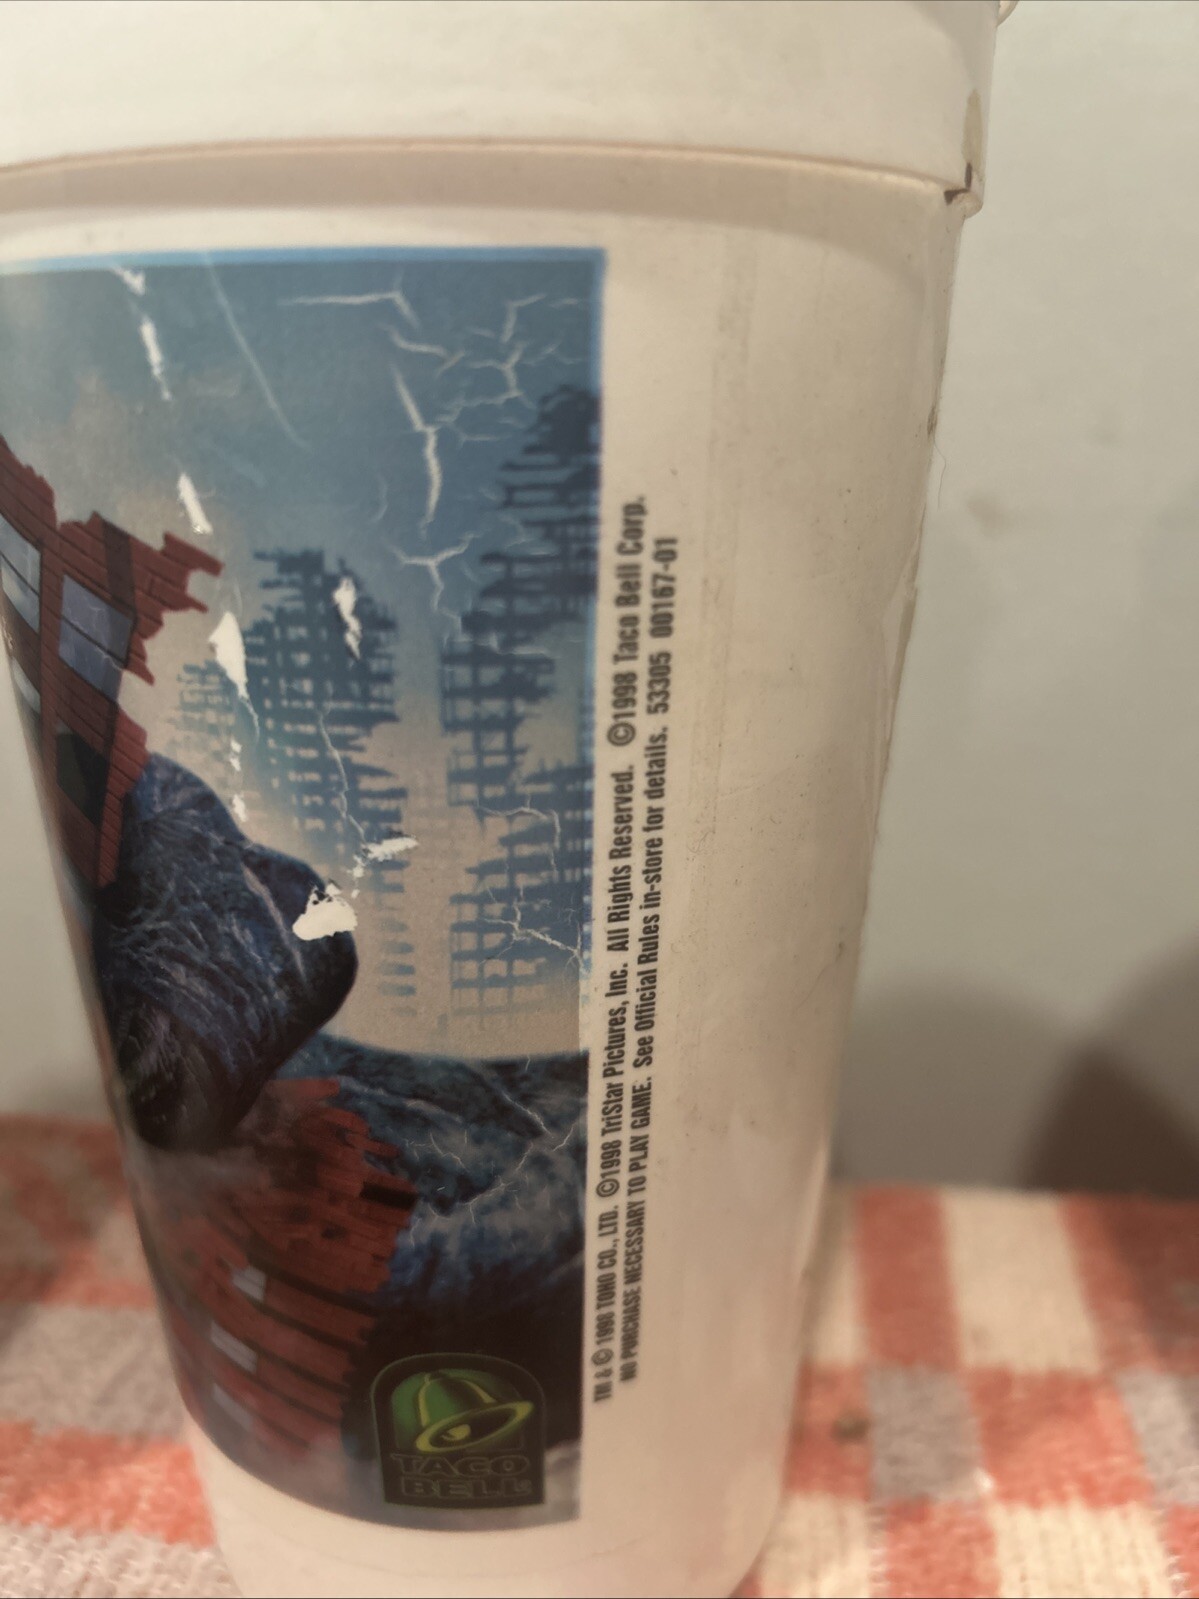 TM & © 1998 TOHO CO., LTD. ©1998 TriStar Pictures, Inc. All Rights Reserved. ©1998 Taco Bell Corp.
NO PURCHASE NECESSARY TO PLAY GAME. See Official Rules in-store for details. 53305 00167-01
TACO
BELL